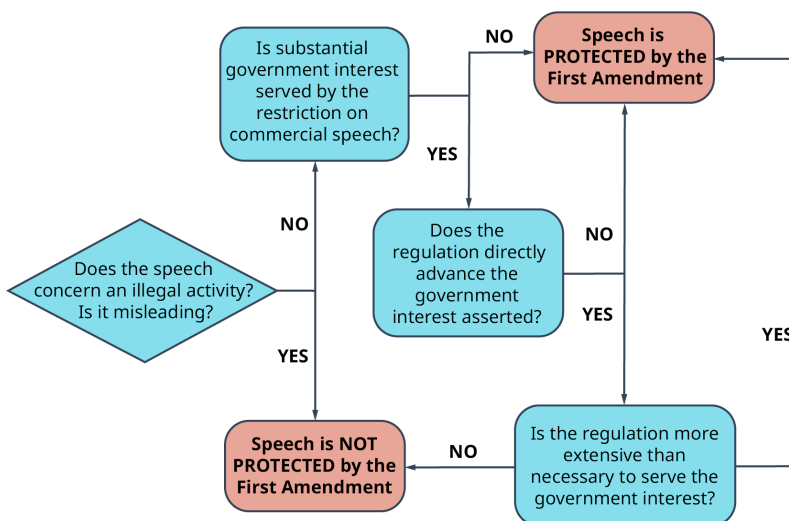 Is substantial
government interest
served by the
restriction on
commercial speech?
NO
Speech is
PROTECTED by the
First Amendment
YES
Does the
regulation directly
advance the
government
interest asserted?
NO
YES
NO
Does the speech
concern an illegal activity?
Is it misleading?
YES
YES
Speech is NOT
PROTECTED by the
First Amendment
NO
Is the regulation more
extensive than
necessary to serve the
government interest?